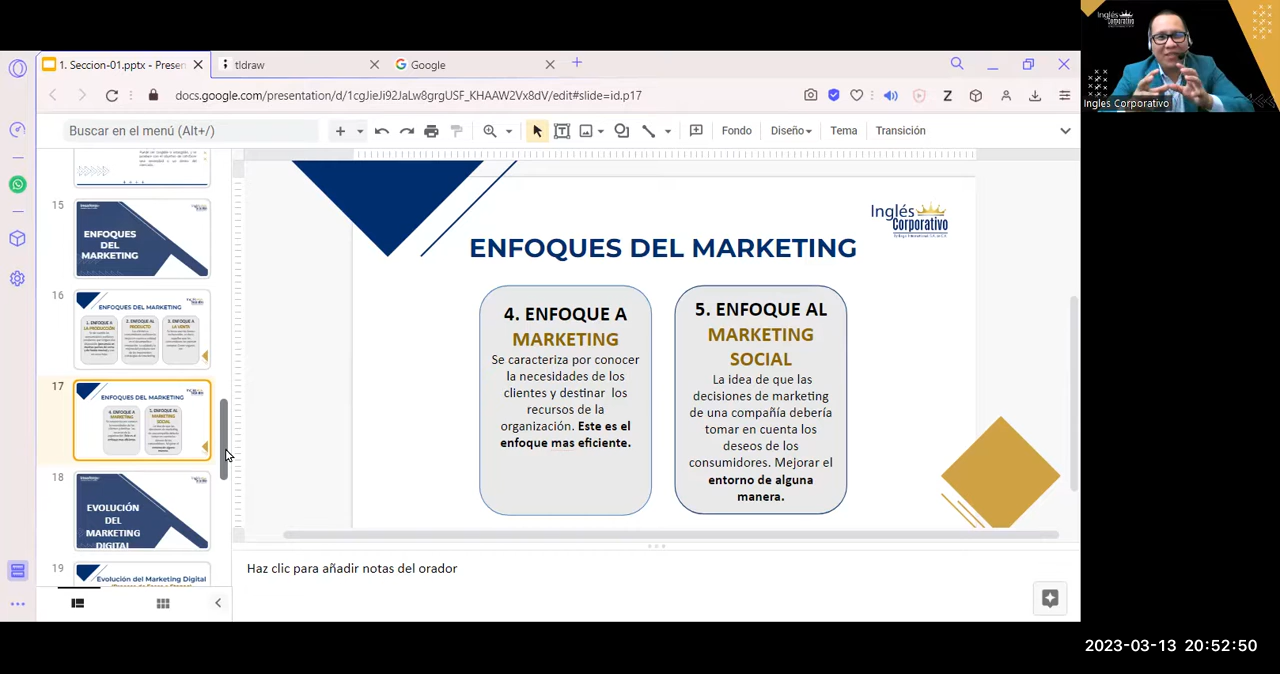 1. Seccion-01.pptx - Presen
tldraw
Google
docs.google.com/presentation/d/1cgJieJi923aLw8grgUSF_KHAAW2Vx8dV/edit#slide=id.p17
Buscar en el menú (Alt+/)
Fondo
Diseño
Tema
Transición
15
ENFOQUES
DEL
MARKETING
16
ENFOQUES DEL MARKETING
17
ENFOQUES DEL MARKETING
18
EVOLUCIÓN
DEL
MARKETING
DIGITAL
19
Evolución del Marketing Digital
Inglés
Corporativo
ENFOQUES DEL MARKETING
4. ENFOQUE A
MARKETING
Se caracteriza por conocer
la necesidades de los
clientes y destinar los
recursos de la
organización. Este es el
enfoque mas eficiente.
5. ENFOQUE AL
MARKETING
SOCIAL
La idea de que las
decisiones de marketing
de una compañía debería
tomar en cuenta los
deseos de los
consumidores. Mejorar el
entorno de alguna
manera.
Haz clic para añadir notas del orador
Inglés
Corporativo
Ingles Corporativo
2023-03-13 20:52:50